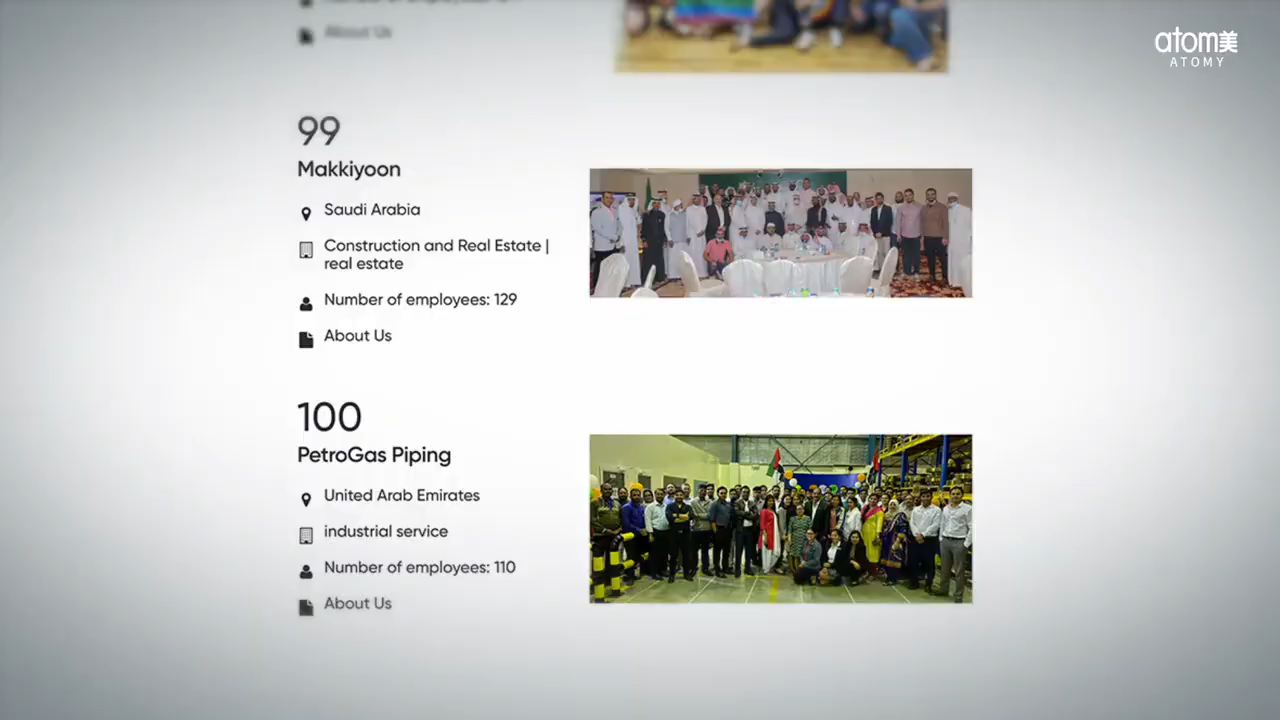 About Us
atom美
ATOMY
99
Makkiyoon
Saudi Arabia
Construction and Real Estate |
real estate
Number of employees: 129
About Us
100
PetroGas Piping
United Arab Emirates
industrial service
Number of employees: 110
About Us